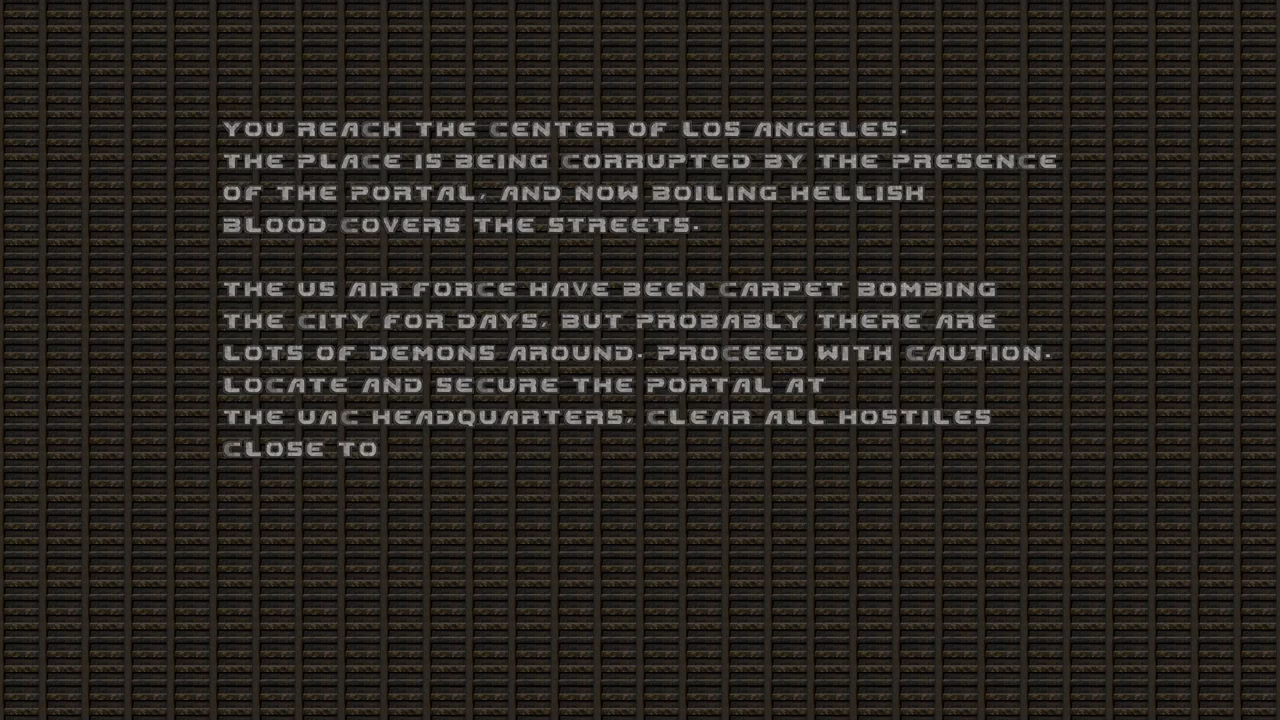 YOU REACH THE CENTER OF LOS ANGELES.
THE PLACE IS BEING CORRUPTED BY THE PRESENCE
OF THE PORTAL, AND NOW BOILING HELLISH
BLOOD COVERS THE STREETS.
THE US AIR FORCE HAVE BEEN CARPET BOMBING
THE CITY FOR DAYS, BUT PROBABLY THERE ARE
LOTS OF DEMONS AROUND. PROCEED WITH CAUTION.
LOCATE AND SECURE THE PORTAL AT
THE UAC HEADQUARTERS, CLEAR ALL HOSTILES
CLOSE TO